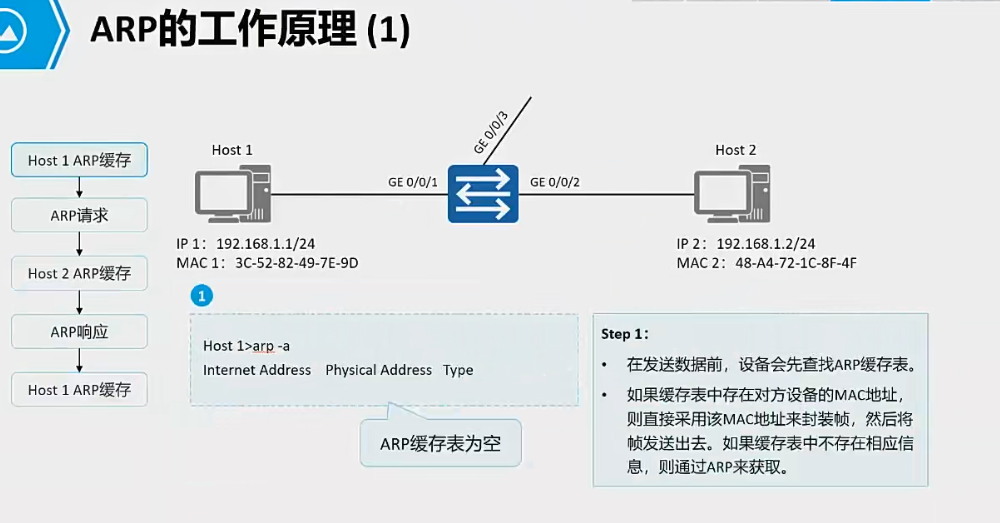 ARP的工作原理 (1)
Host 1 ARP缓存
ARP请求
Host 2 ARP缓存
ARP响应
Host 1 ARP缓存
Host 1
GE 0/0/1
GE 0/0/3
GE 0/0/2
Host 2
IP 1：192.168.1.1/24
MAC 1：3C-52-82-49-7E-9D
IP 2：192.168.1.2/24
MAC 2：48-A4-72-1C-8F-4F
1
Host 1>arp -a
Internet Address Physical Address Type
ARP缓存表为空
Step 1：
• 在发送数据前，设备会先查找ARP缓存表。
• 如果缓存表中存在对方设备的MAC地址，
则直接采用该MAC地址来封装帧，然后将
帧发送出去。如果缓存表中不存在相应信
息，则通过ARP来获取。